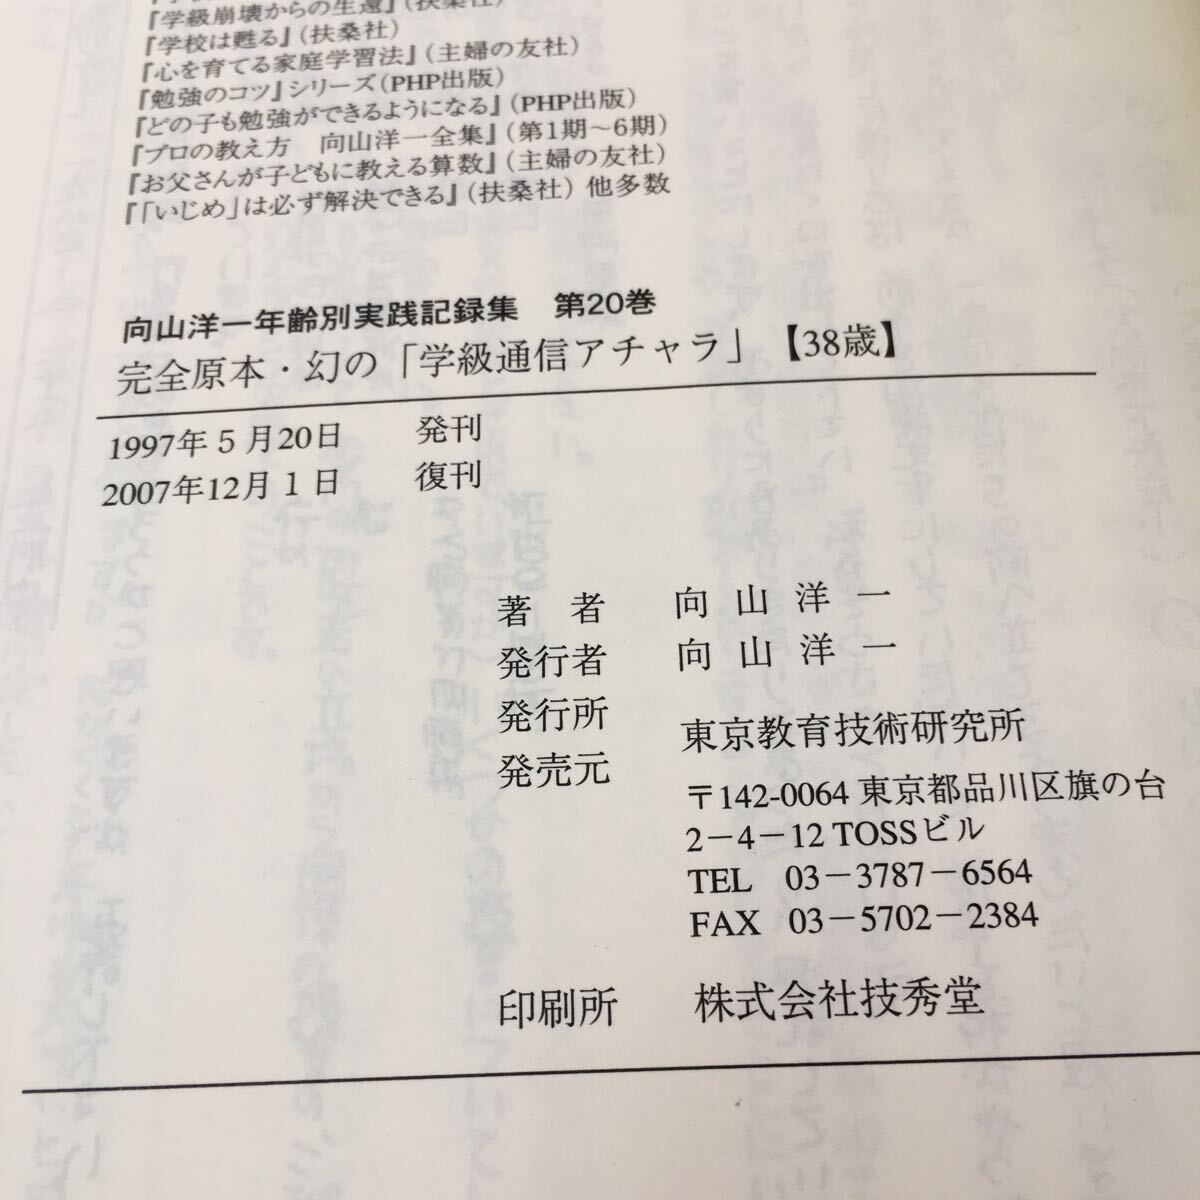 『学級崩壊からの生還』(扶桑社)
『学校は甦る』(扶桑社)
『心を育てる家庭学習法』(主婦の友社)
『勉強のコツ』シリーズ(PHP出版)
『どの子も勉強ができるようになる』(PHP出版)
『プロの教え方　向山洋一全集』(第1期～6期)
『お父さんが子どもに教える算数』(主婦の友社)
『「いじめ」は必ず解決できる』(扶桑社) 他多数
向山洋一年齢別実践記録集　第20巻
完全原本・幻の「学級通信アチャラ」【38歳】
1997年5月20日　発刊
2007年12月1日　復刊
著　者　向山洋一
発行者　向山洋一
発行所
発売元　東京教育技術研究所
〒142-0064 東京都品川区旗の台
2－4－12 TOSSビル
TEL　03－3787－6564
FAX　03－5702－2384
印刷所　株式会社技秀堂